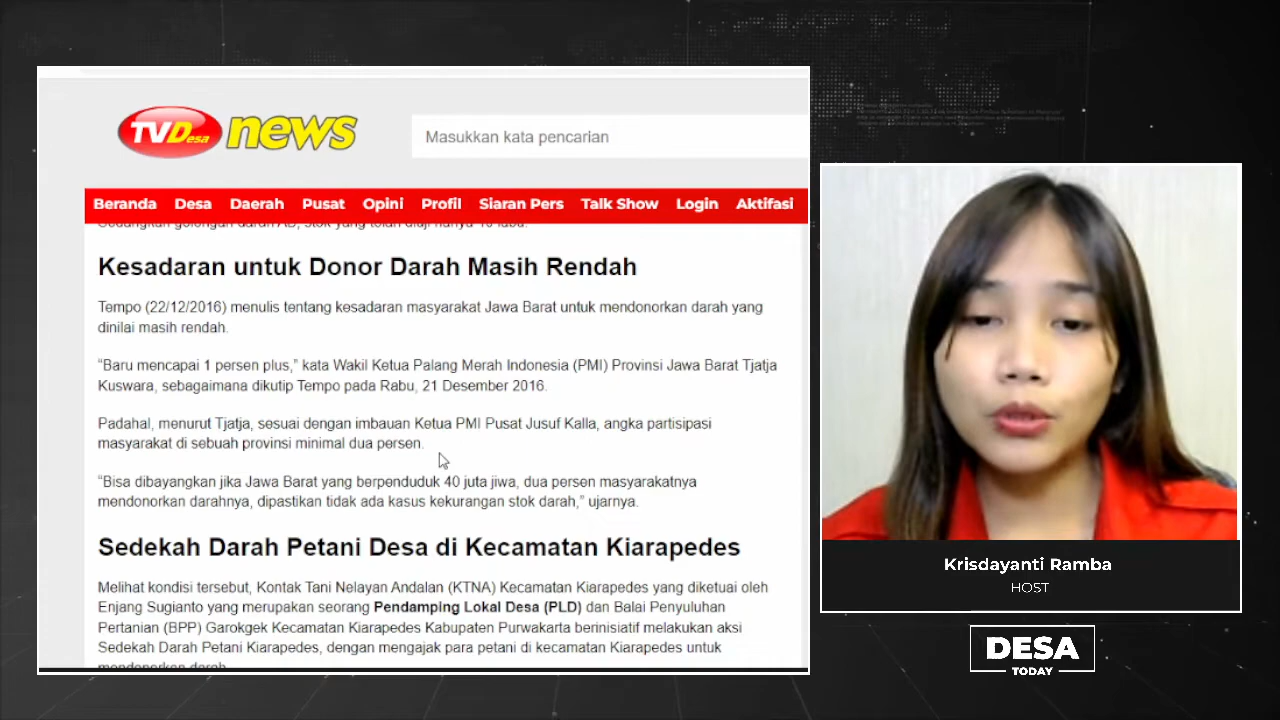 TVDesa news
Masukkan kata pencarian
Beranda Desa Daerah Pusat Opini Profil Siaran Pers Talk Show Login Aktifasi
Kesadaran untuk Donor Darah Masih Rendah
Tempo (22/12/2016) menulis tentang kesadaran masyarakat Jawa Barat untuk mendonorkan darah yang
dinilai masih rendah.
“Baru mencapai 1 persen plus,” kata Wakil Ketua Palang Merah Indonesia (PMI) Provinsi Jawa Barat Tjatja
Kuswara, sebagaimana dikutip Tempo pada Rabu, 21 Desember 2016.
Padahal, menurut Tjatja, sesuai dengan imbauan Ketua PMI Pusat Jusuf Kalla, angka partisipasi
masyarakat di sebuah provinsi minimal dua persen.
“Bisa dibayangkan jika Jawa Barat yang berpenduduk 40 juta jiwa, dua persen masyarakatnya
mendonorkan darahnya, dipastikan tidak ada kasus kekurangan stok darah,” ujarnya.
Sedekah Darah Petani Desa di Kecamatan Kiarapedes
Melihat kondisi tersebut, Kontak Tani Nelayan Andalan (KTNA) Kecamatan Kiarapedes yang diketuai oleh
Enjang Sugianto yang merupakan seorang Pendamping Lokal Desa (PLD) dan Balai Penyuluhan
Pertanian (BPP) Garokgek Kecamatan Kiarapedes Kabupaten Purwakarta berinisiatif melakukan aksi
Sedekah Darah Petani Kiarapedes, dengan mengajak para petani di kecamatan Kiarapedes untuk
mendonorkan darah
Krisdayanti Ramba
HOST
DESA
TODAY